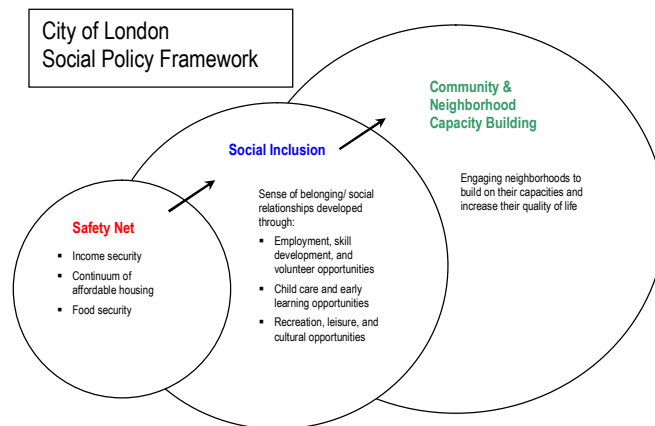 City of London
Social Policy Framework
Community &
Neighborhood
Capacity Building
Engaging neighborhoods to
build on their capacities and
increase their quality of life
Social Inclusion
Sense of belonging/ social
relationships developed
through:
▪ Employment, skill
development, and
volunteer opportunities
▪ Child care and early
learning opportunities
▪ Recreation, leisure, and
cultural opportunities
Safety Net
▪ Income security
▪ Continuum of
affordable housing
▪ Food security